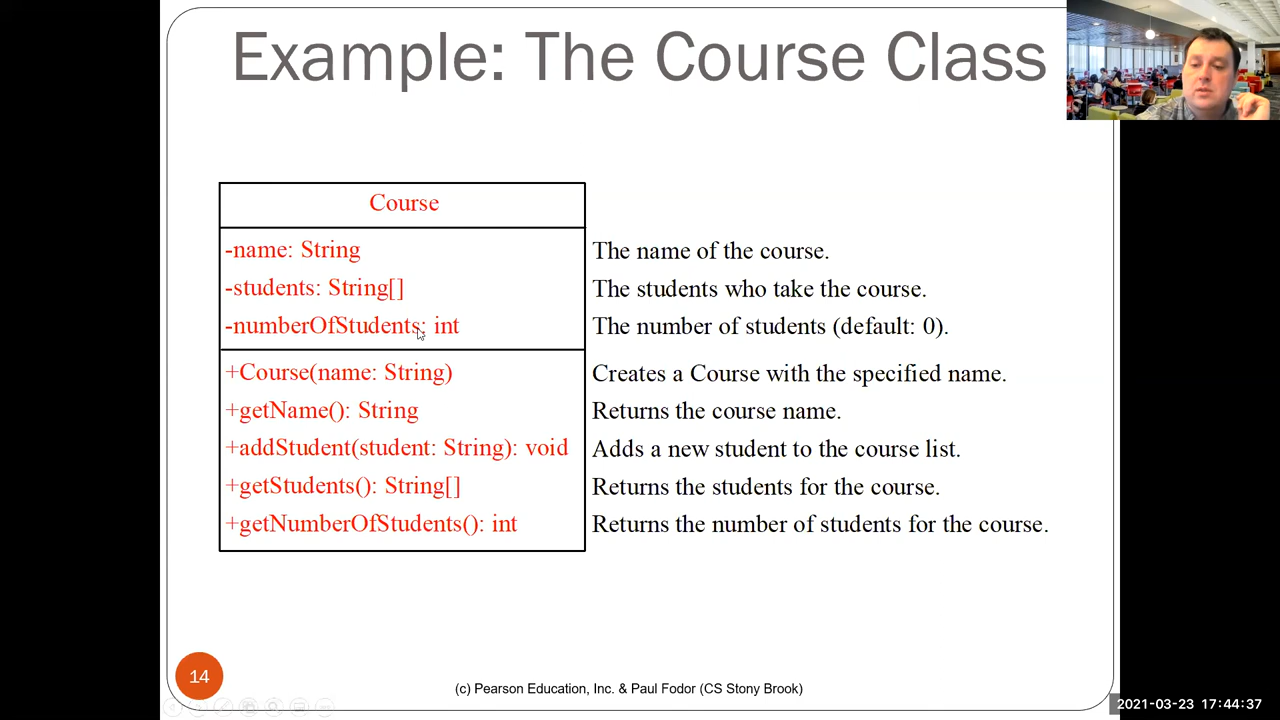 Example: The Course Class
Course
-name: String
The name of the course.
-students: String[]
The students who take the course.
-numberOfStudents: int
The number of students (default: 0).
+Course(name: String)
Creates a Course with the specified name.
+getName(): String
Returns the course name.
+addStudent(student: String): void
Adds a new student to the course list.
+getStudents(): String[]
Returns the students for the course.
+getNumberOfStudents(): int
Returns the number of students for the course.
14
(c) Pearson Education, Inc. & Paul Fodor (CS Stony Brook)
2021-03-23 17:44:37